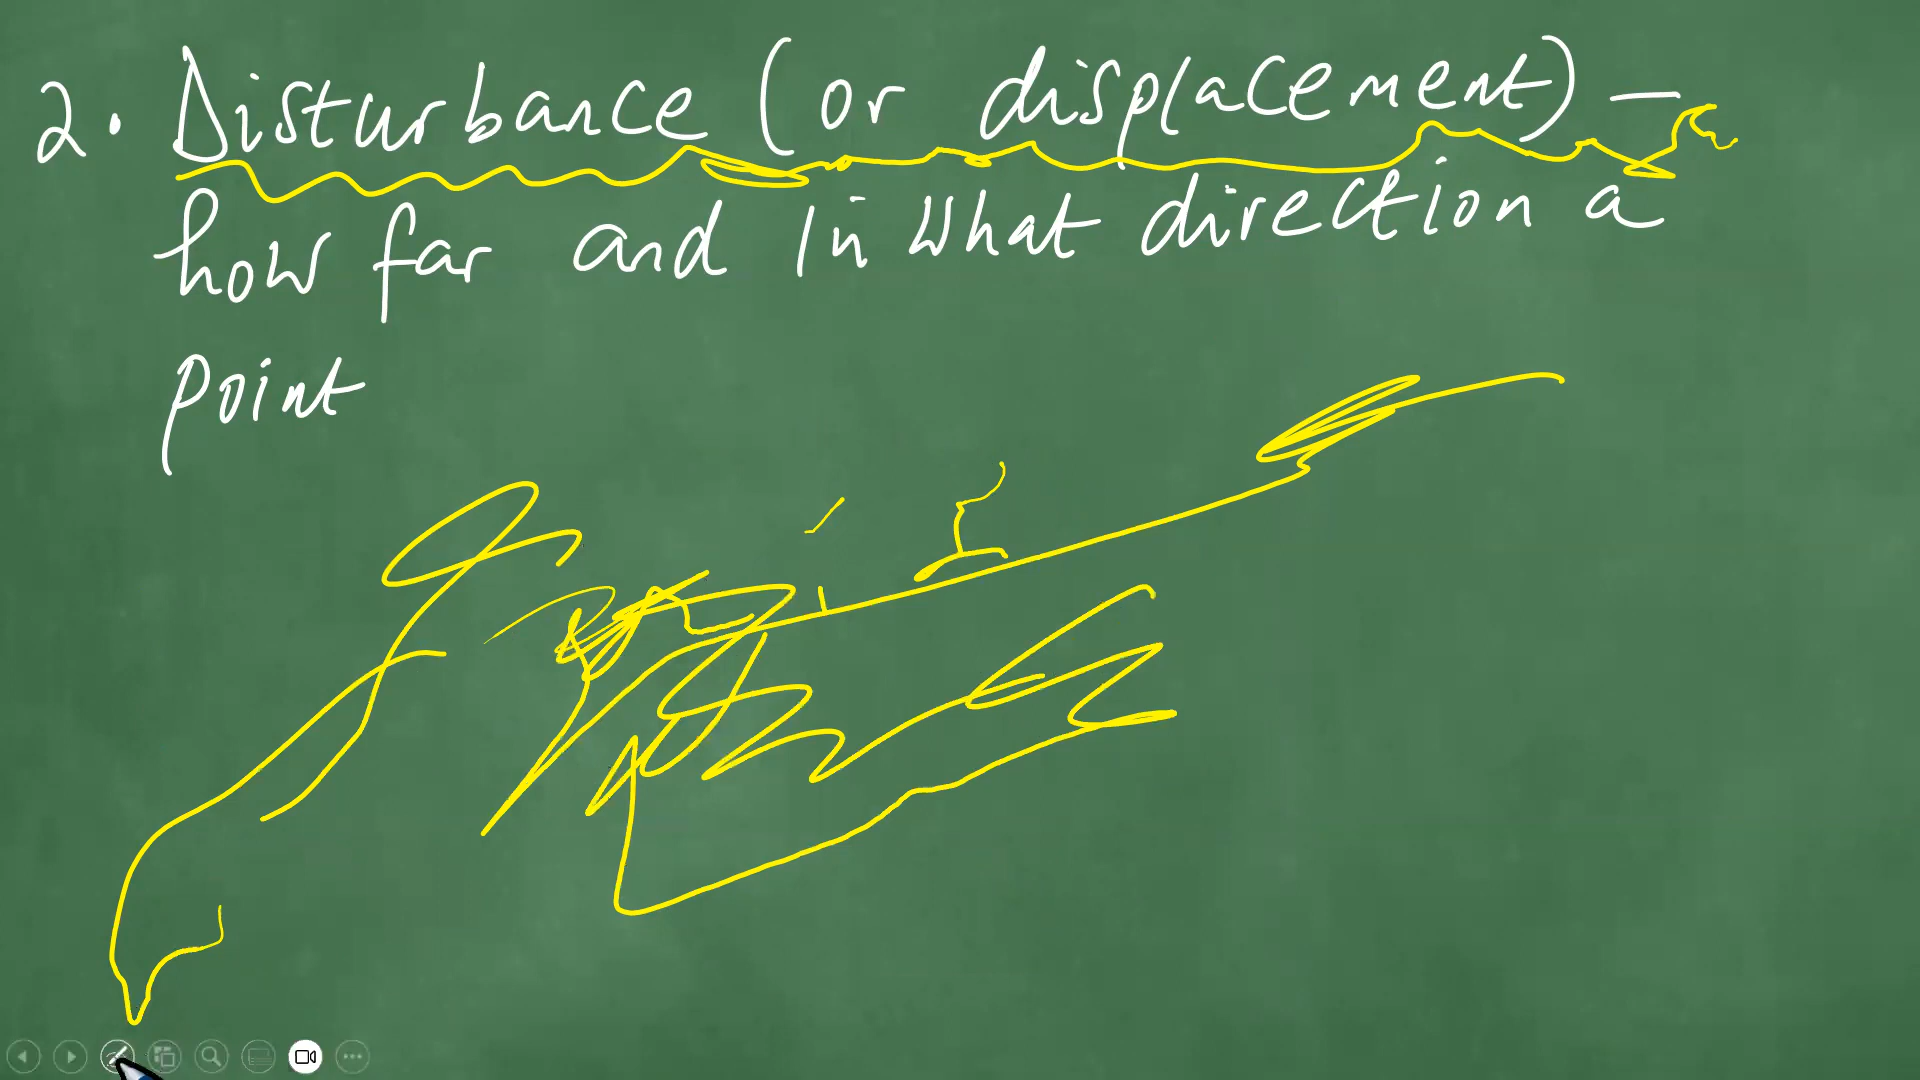 2. Disturbance (or displacement) –
how far and in what direction a
point